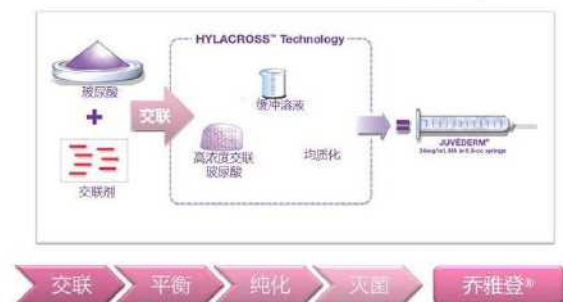 HYLACROSS™ Technology
玻尿酸
+
交联剂
交联
缓冲溶液
高浓度交联
玻尿酸
均质化
=
JUVÉDERM®
交联
平衡
纯化
灭菌
乔雅登®